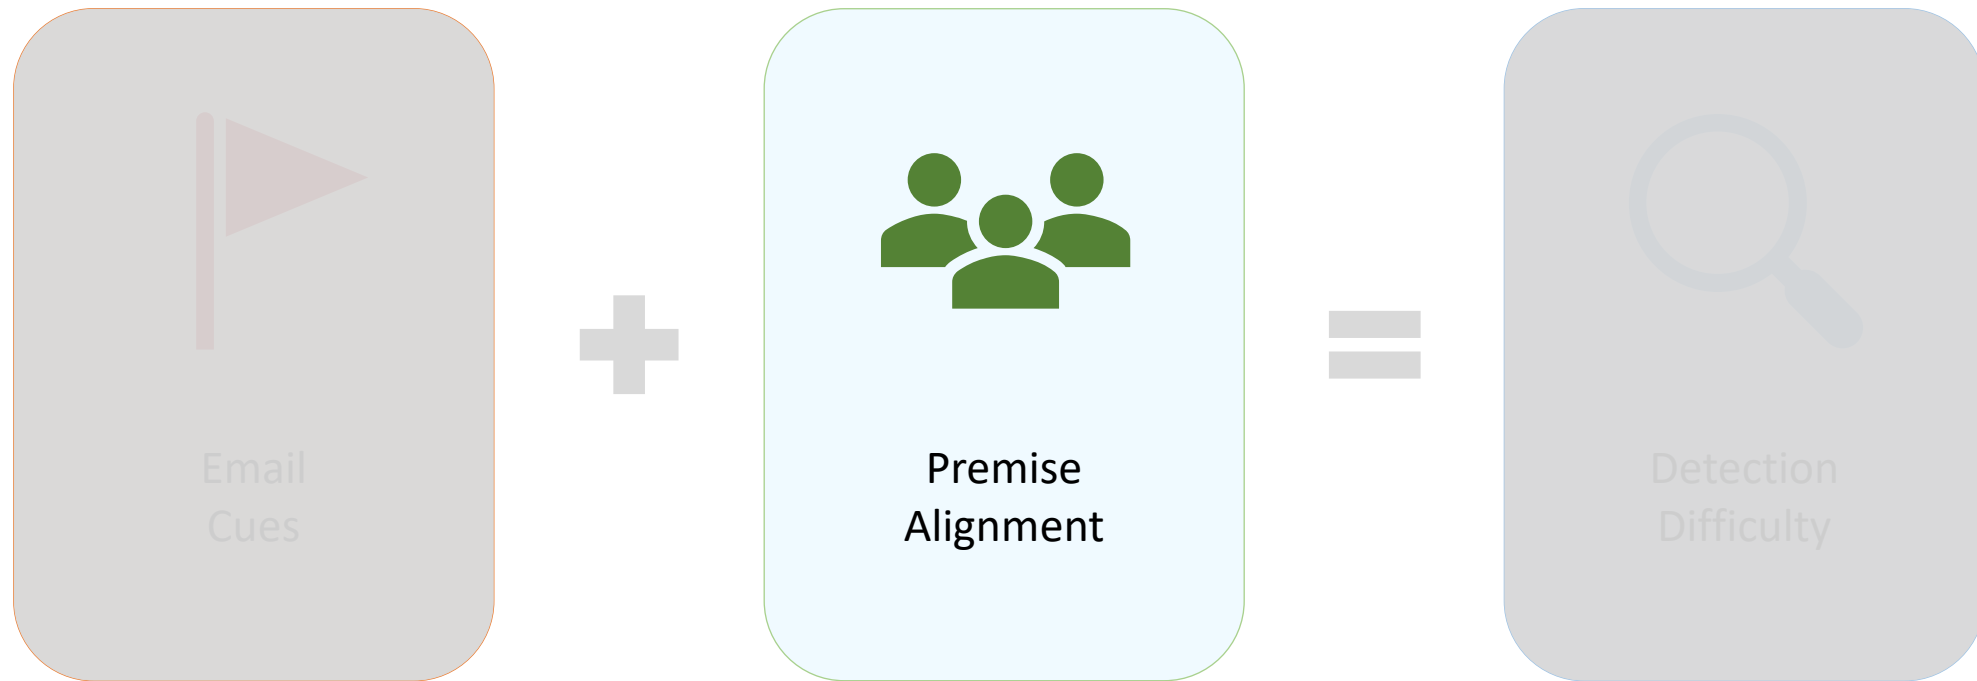 Email
Cues
Premise
Alignment
Detection
Difficulty